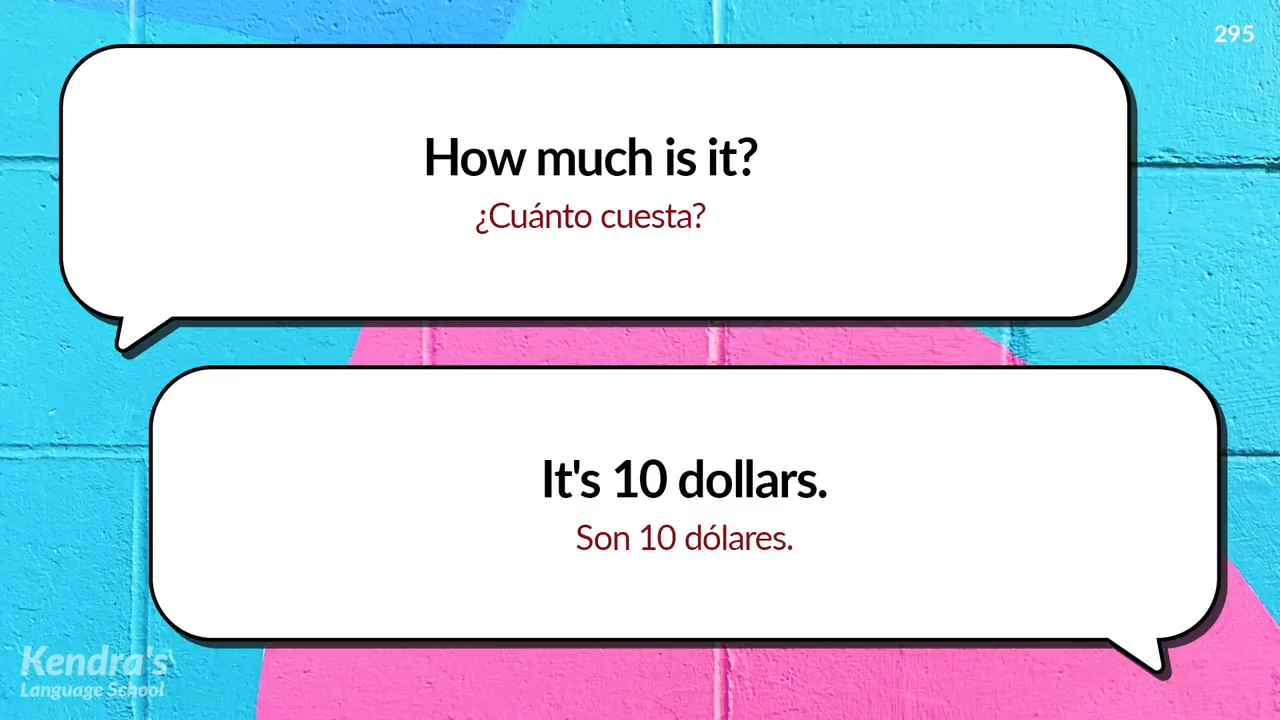 295
How much is it?
¿Cuánto cuesta?
It's 10 dollars.
Son 10 dólares.
Kendra's
Language School